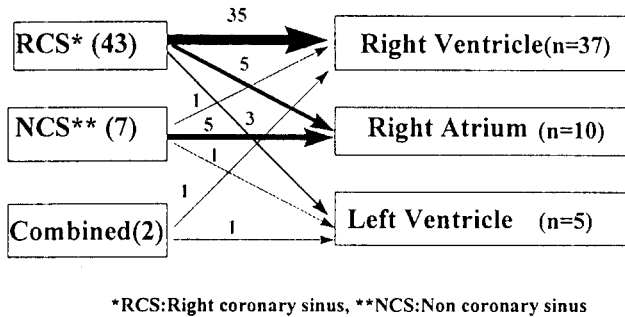 35
RCS* (43)
Right Ventricle(n=37)
5
1
NCS** (7)
5
3
Right Atrium (n=10)
1
1
Combined(2)
1
Left Ventricle (n=5)
*RCS:Right coronary sinus, **NCS:Non coronary sinus